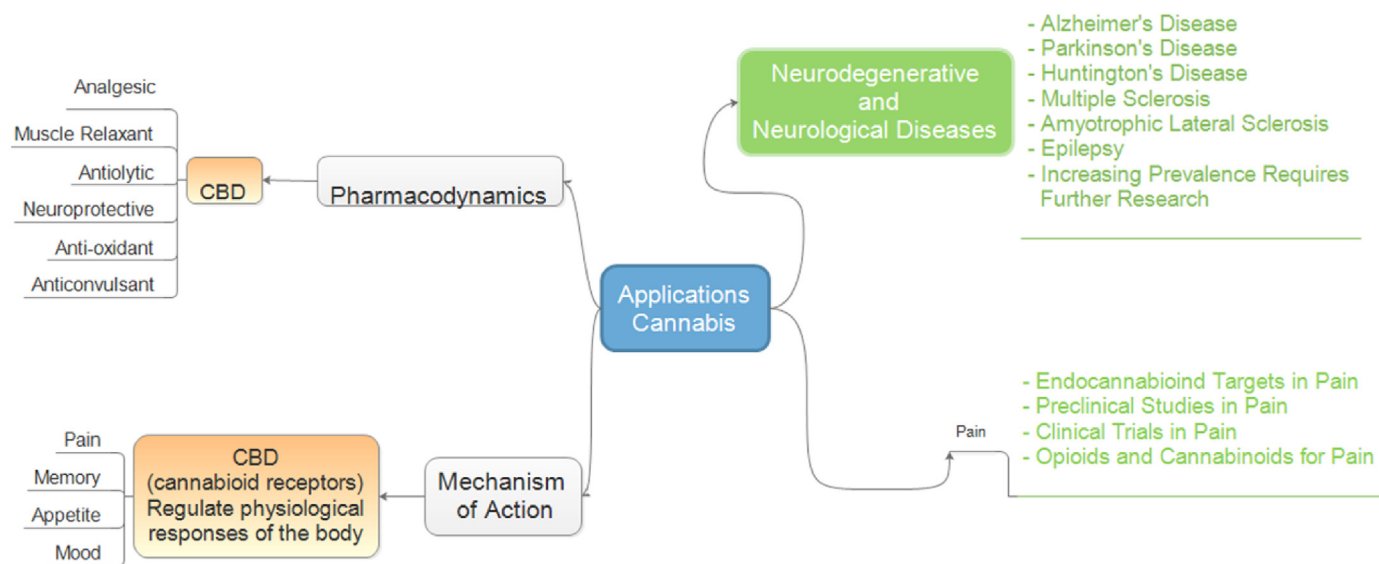 Analgesic
Muscle Relaxant
Antiolytic
Neuroprotective
Anti-oxidant
Anticonvulsant
CBD
Pharmacodynamics
Neurodegenerative
and
Neurological Diseases
- Alzheimer's Disease
- Parkinson's Disease
- Huntington's Disease
- Multiple Sclerosis
- Amyotrophic Lateral Sclerosis
- Epilepsy
- Increasing Prevalence Requires
Further Research
Applications
Cannabis
Pain
Memory
Appetite
Mood
CBD
(cannabioid receptors)
Regulate physiological
responses of the body
Mechanism
of Action
Pain
- Endocannabioind Targets in Pain
- Preclinical Studies in Pain
- Clinical Trials in Pain
- Opioids and Cannabinoids for Pain